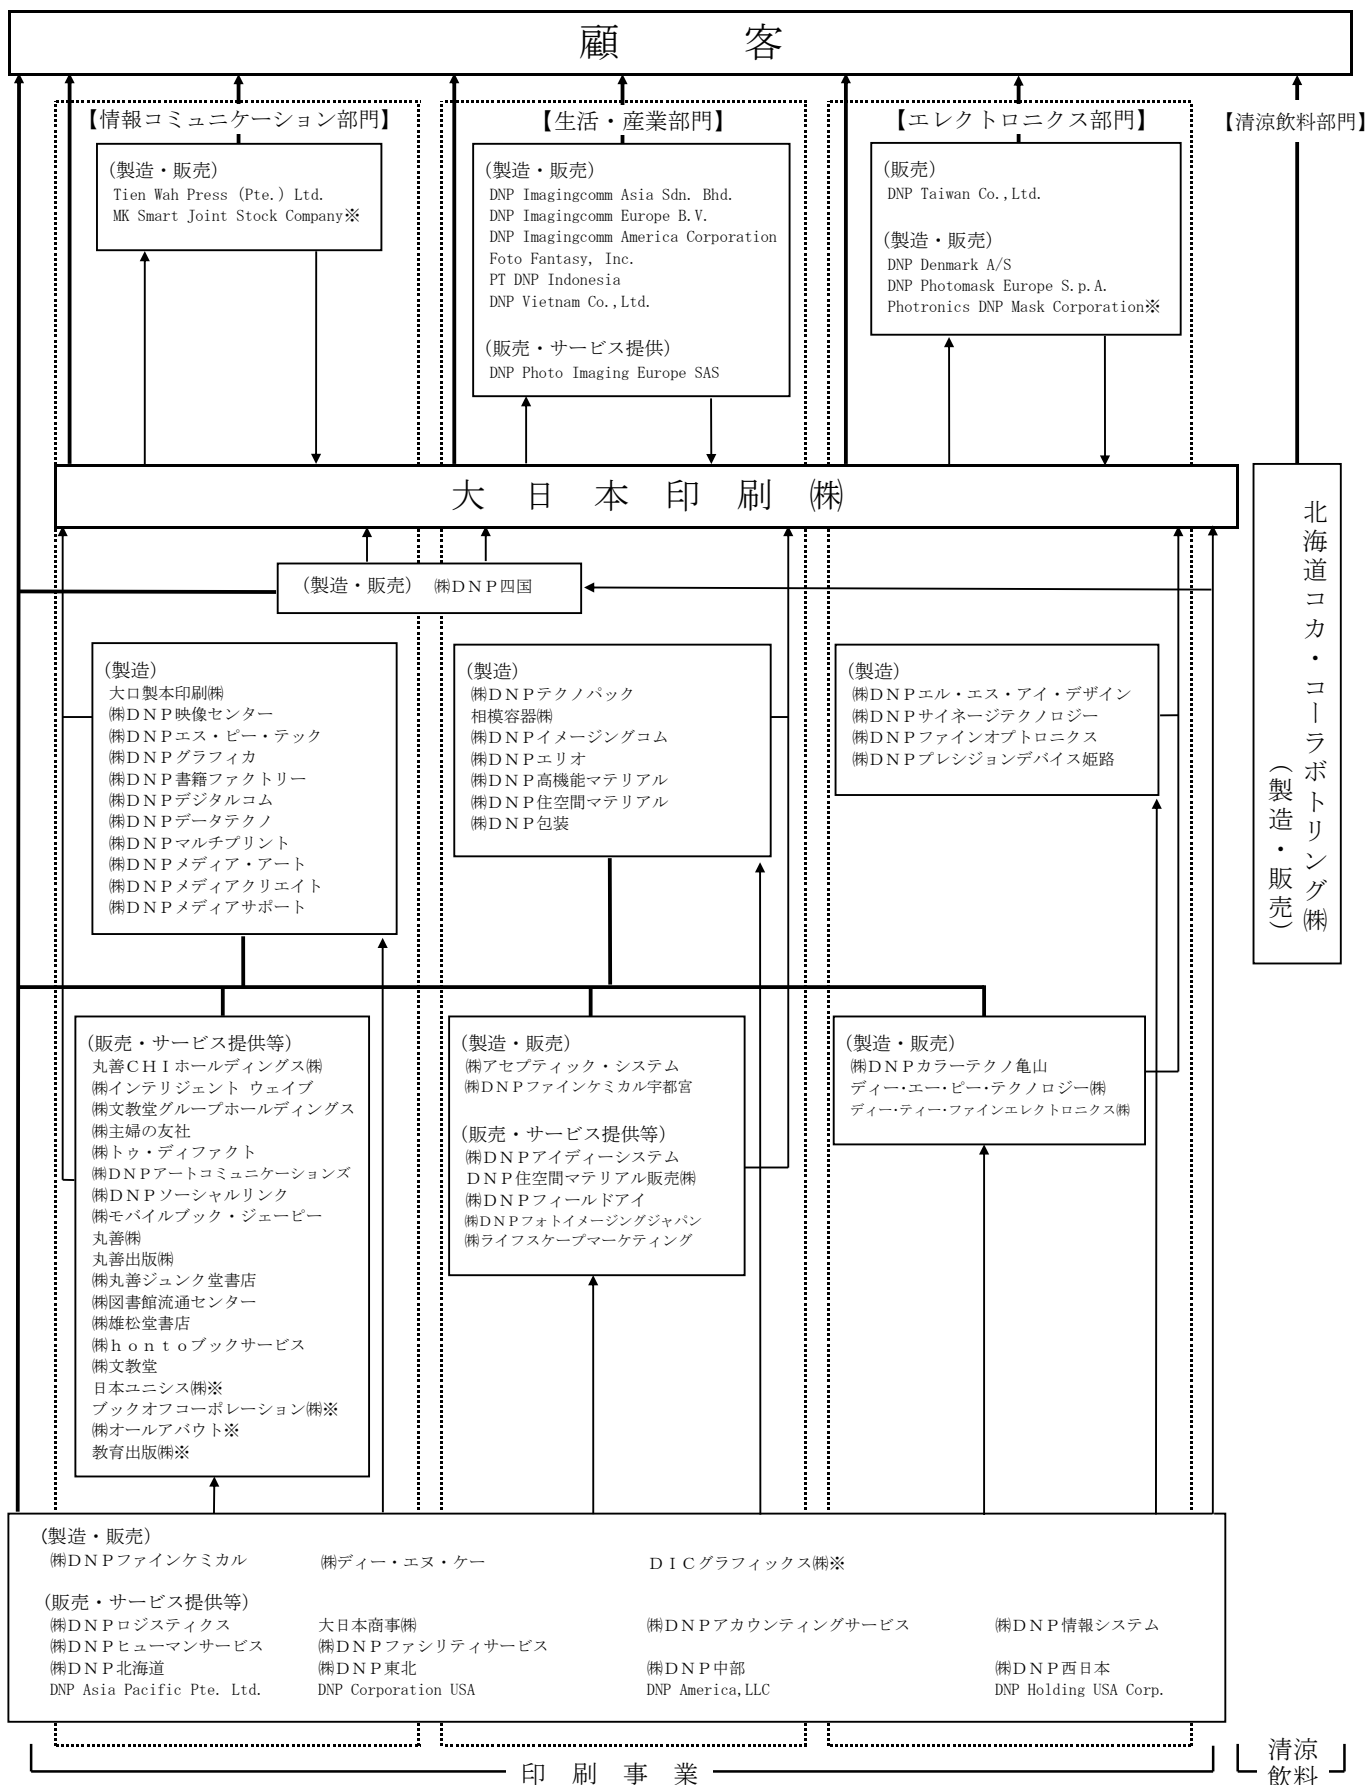 顧客
【情報コミュニケーション部門】
(製造・販売)
Tien Wah Press (Pte.) Ltd.
MK Smart Joint Stock Company※
【生活・産業部門】
(製造・販売)
DNP Imagingcomm Asia Sdn. Bhd.
DNP Imagingcomm Europe B.V.
DNP Imagingcomm America Corporation
Foto Fantasy, Inc.
PT DNP Indonesia
DNP Vietnam Co.,Ltd.
(販売・サービス提供)
DNP Photo Imaging Europe SAS
【エレクトロニクス部門】
(販売)
DNP Taiwan Co.,Ltd.
(製造・販売)
DNP Denmark A/S
DNP Photomask Europe S.p.A.
Photronics DNP Mask Corporation※
【清涼飲料部門】
大日本印刷㈱
北海道コカ・コーラボトリング㈱
(製造・販売)
(製造・販売) ㈱DNP四国
(製造)
大口製本印刷㈱
㈱DNP映像センター
㈱DNPエス・ピー・テック
㈱DNPグラフィカ
㈱DNP書籍ファクトリー
㈱DNPデジタルコム
㈱DNPデータテクノ
㈱DNPマルチプリント
㈱DNPメディア・アート
㈱DNPメディアクリエイト
㈱DNPメディアサポート
(製造)
㈱DNPテクノパック
相模容器㈱
㈱DNPイメージングコム
㈱DNPエリオ
㈱DNP高機能マテリアル
㈱DNP住空間マテリアル
㈱DNP包装
(製造)
㈱DNPエル・エス・アイ・デザイン
㈱DNPサイネージテクノロジー
㈱DNPファインオプトロニクス
㈱DNPプレシジョンデバイス姫路
(販売・サービス提供等)
丸善CHIホールディングス㈱
㈱インテリジェント ウェイブ
㈱文教堂グループホールディングス
㈱主婦の友社
㈱トゥ・ディファクト
㈱DNPアートコミュニケーションズ
㈱DNPソーシャルリンク
㈱モバイルブック・ジェーピー
丸善㈱
丸善出版㈱
㈱丸善ジュンク堂書店
㈱図書館流通センター
㈱雄松堂書店
㈱hontoブックサービス
㈱文教堂
日本ユニシス㈱※
ブックオフコーポレーション㈱※
㈱オールアバウト※
教育出版㈱※
(製造・販売)
㈱アセプティック・システム
㈱DNPファインケミカル宇都宮
(販売・サービス提供等)
㈱DNPアイディーシステム
DNP住空間マテリアル販売㈱
㈱DNPフィールドアイ
㈱DNPフォトイメージングジャパン
㈱ライフスケープマーケティング
(製造・販売)
㈱DNPカラーテクノ亀山
ディー・エー・ピー・テクノロジー㈱
ディー・ティー・ファインエレクトロニクス㈱
(製造・販売)
㈱DNPファインケミカル ㈱ディー・エヌ・ケー DICグラフィックス㈱※
(販売・サービス提供等)
㈱DNPロジスティクス 大日本商事㈱ ㈱DNPアカウンティングサービス ㈱DNP情報システム
㈱DNPヒューマンサービス ㈱DNPファシリティサービス
㈱DNP北海道 ㈱DNP東北 ㈱DNP中部 ㈱DNP西日本
DNP Asia Pacific Pte. Ltd. DNP Corporation USA DNP America,LLC DNP Holding USA Corp.
印刷事業
清涼
飲料